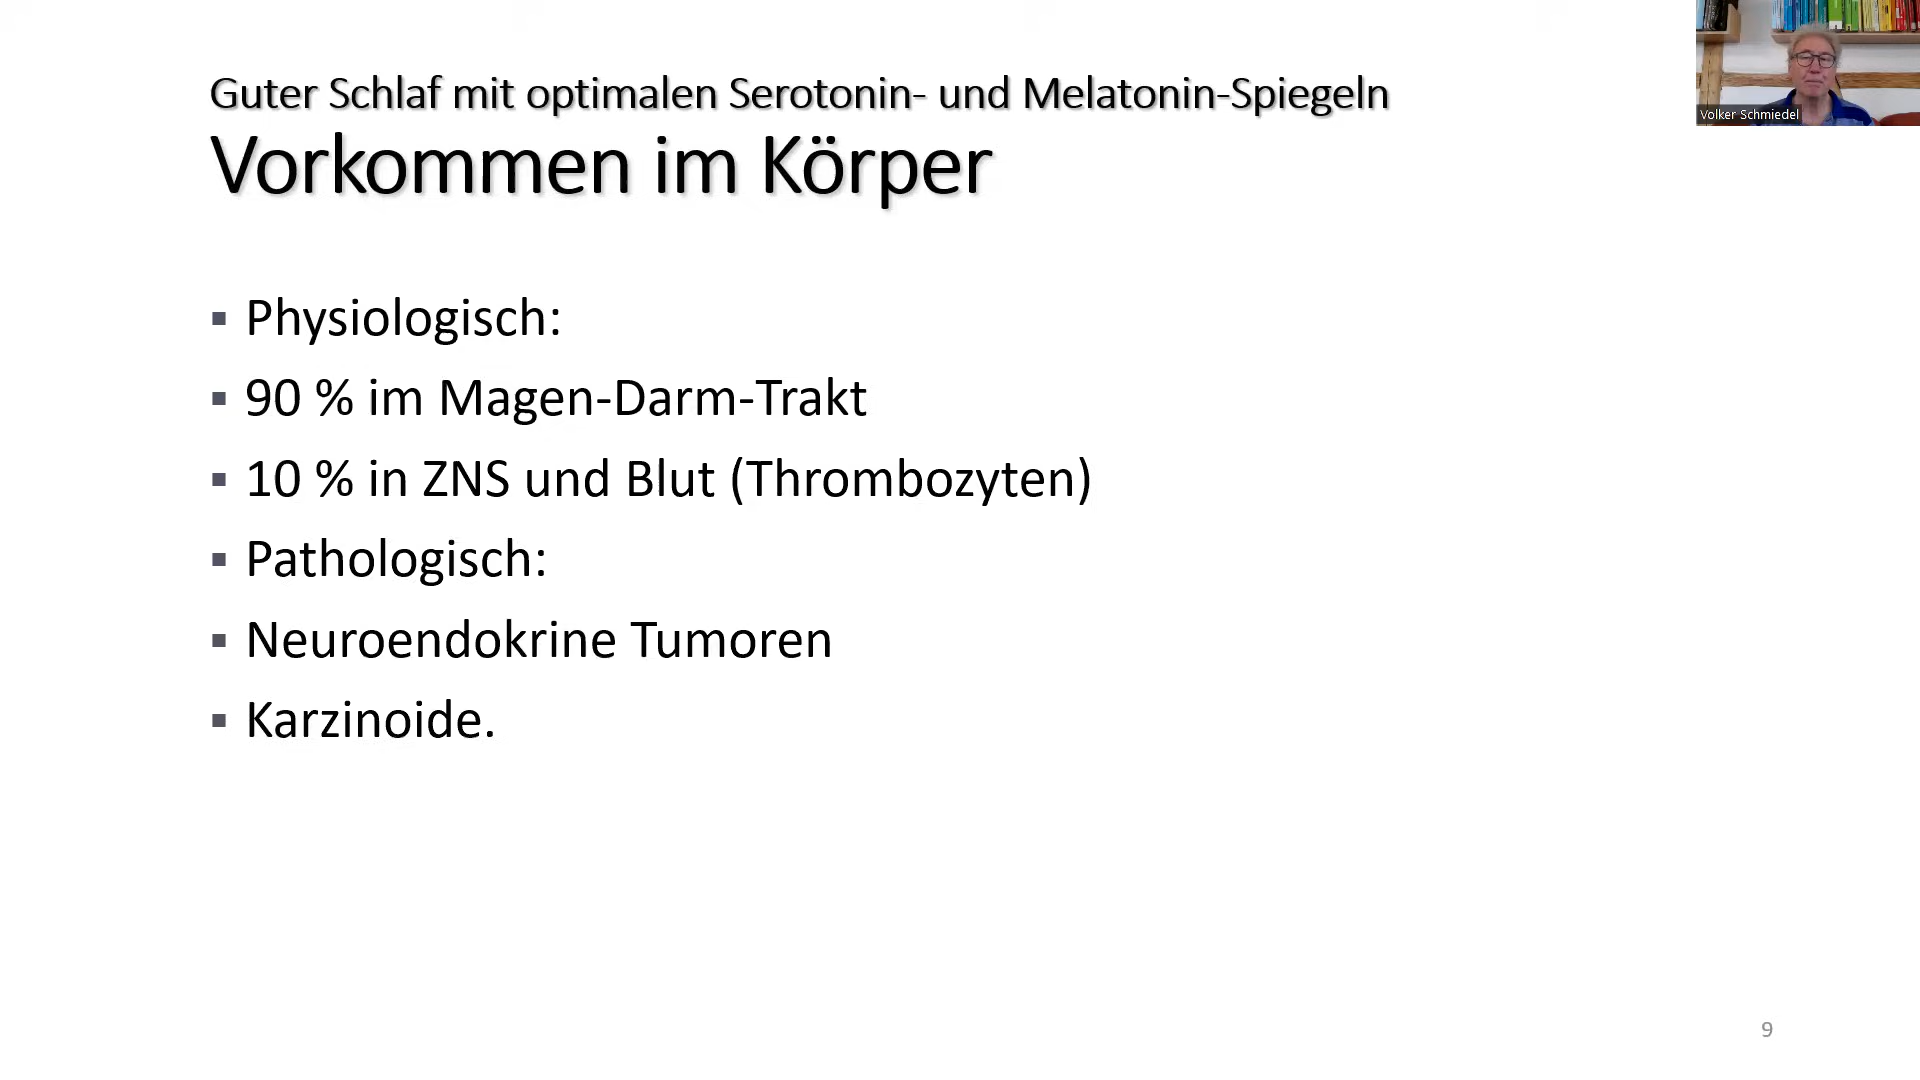 Guter Schlaf mit optimalen Serotonin- und Melatonin-Spiegeln
Vorkommen im Körper
Volker Schmiedel
▪ Physiologisch:
▪ 90 % im Magen-Darm-Trakt
▪ 10 % in ZNS und Blut (Thrombozyten)
▪ Pathologisch:
▪ Neuroendokrine Tumoren
▪ Karzinoide.
9